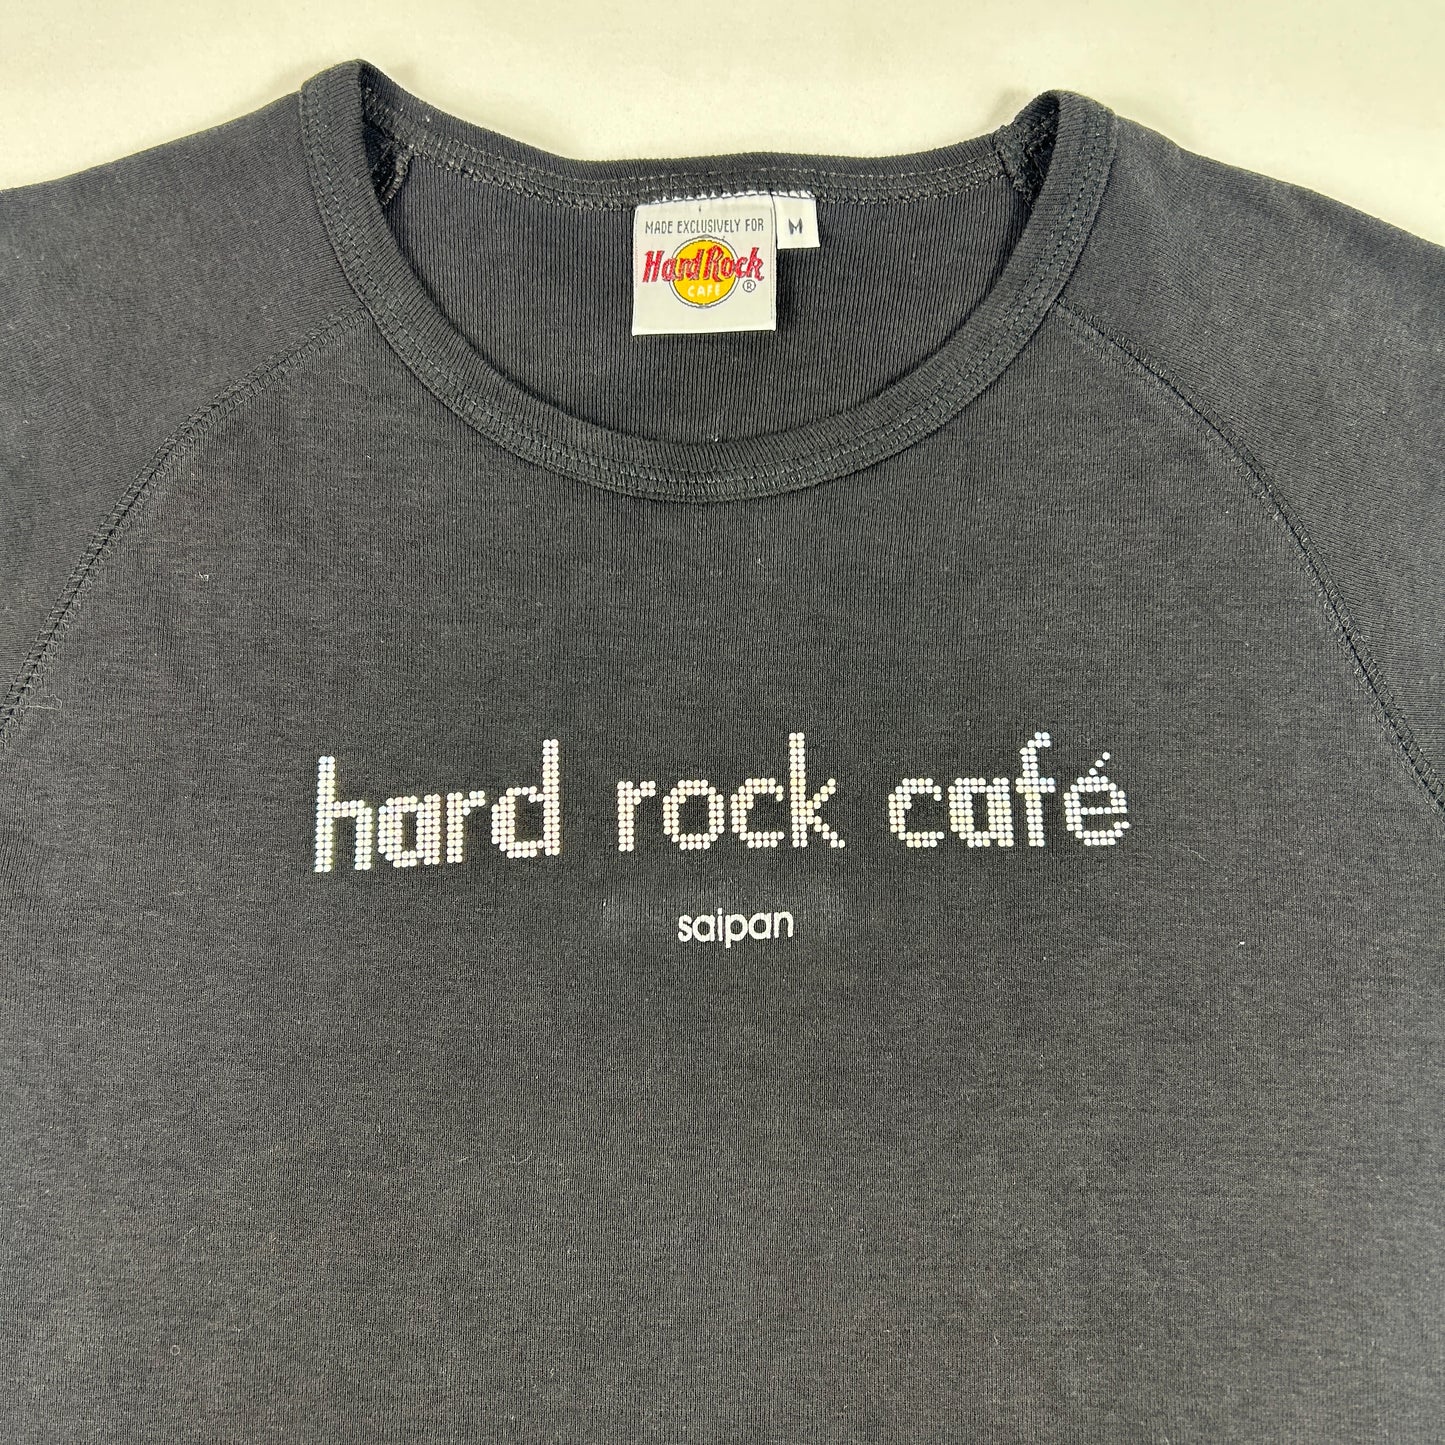 MADE EXCLUSIVELY FOR
Hard Rock
CAFE ®
M
hard rock café
saipan